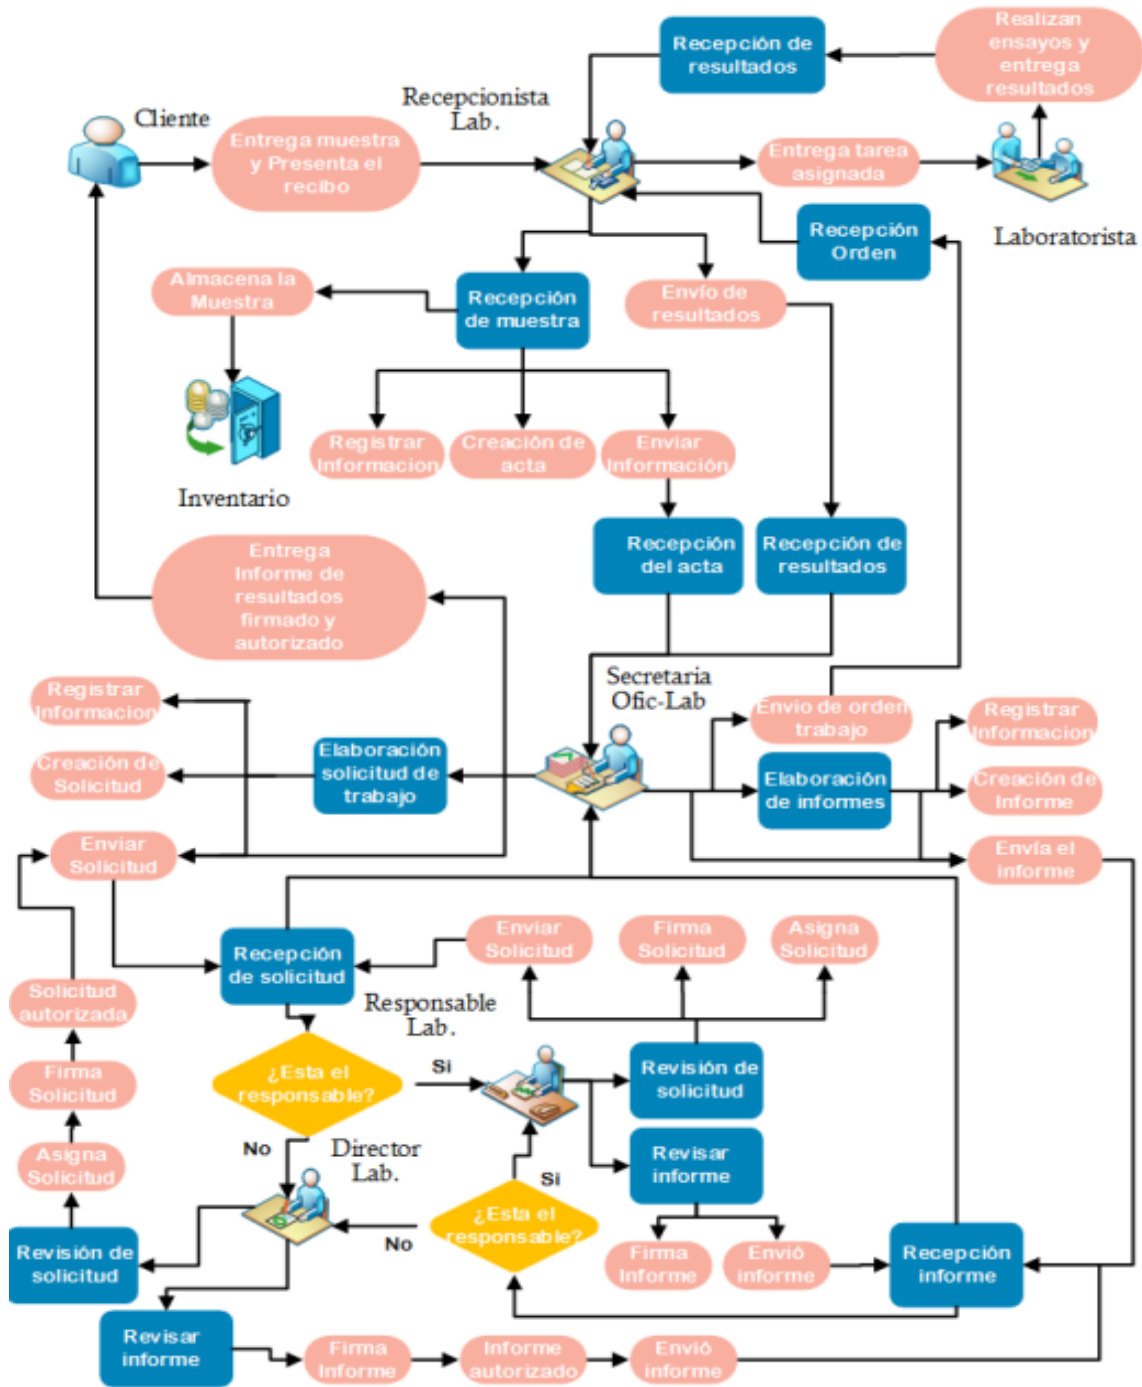 Recepción de
resultados
Realizan
ensayos y
entrega
resultados
Cliente
Recepcionista
Lab.
Entrega muestra
y Presenta el
recibo
Entrega tarea
asignada
Laboratorista
Recepción
Orden
Almacena la
Muestra
Recepción
de muestra
Envío de
resultados
Inventario
Registrar
Informacion
Creación de
acta
Enviar
Información
Recepción
del acta
Recepción de
resultados
Entrega
Informe de
resultados
firmado y
autorizado
Secretaria
Ofic-Lab
Registrar
Informacion
Creación de
Solicitud
Elaboración
solicitud de
trabajo
Envio de orden
trabajo
Elaboración
de informes
Registrar
Informacion
Creación de
Informe
Envía el
informe
Enviar
Solicitud
Recepción
de solicitud
Enviar
Solicitud
Firma
Solicitud
Asigna
Solicitud
Solicitud
autorizada
Firma
Solicitud
Asigna
Solicitud
Responsable
Lab.
¿Esta el
responsable?
Si
No
Revisión de
solicitud
Revisar
informe
Director
Lab.
¿Esta el
responsable?
Si
No
Revisión de
solicitud
Firma
Informe
Envió
informe
Recepción
informe
Revisar
informe
Firma
Informe
Informe
autorizado
Envió
informe